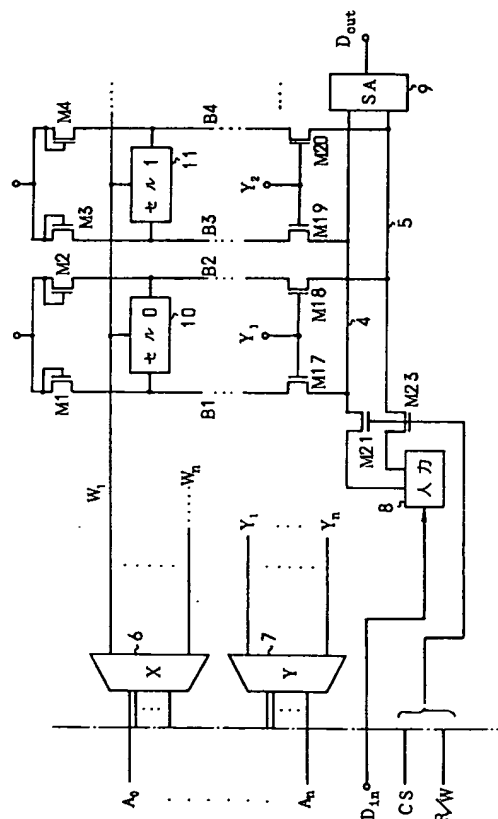 M1 M2 M3 M4
W₁
セル 0
10
セル 1
11
6
X
A₀
Wₙ
B1 B2 B3 B4
7
Y
Aₙ
Y₁
Yₙ
Y₁
Y₂
M17 M18 M19 M20
4
5
M21
M23
8
入力
SA
9
Dout
Din
CS
R/W